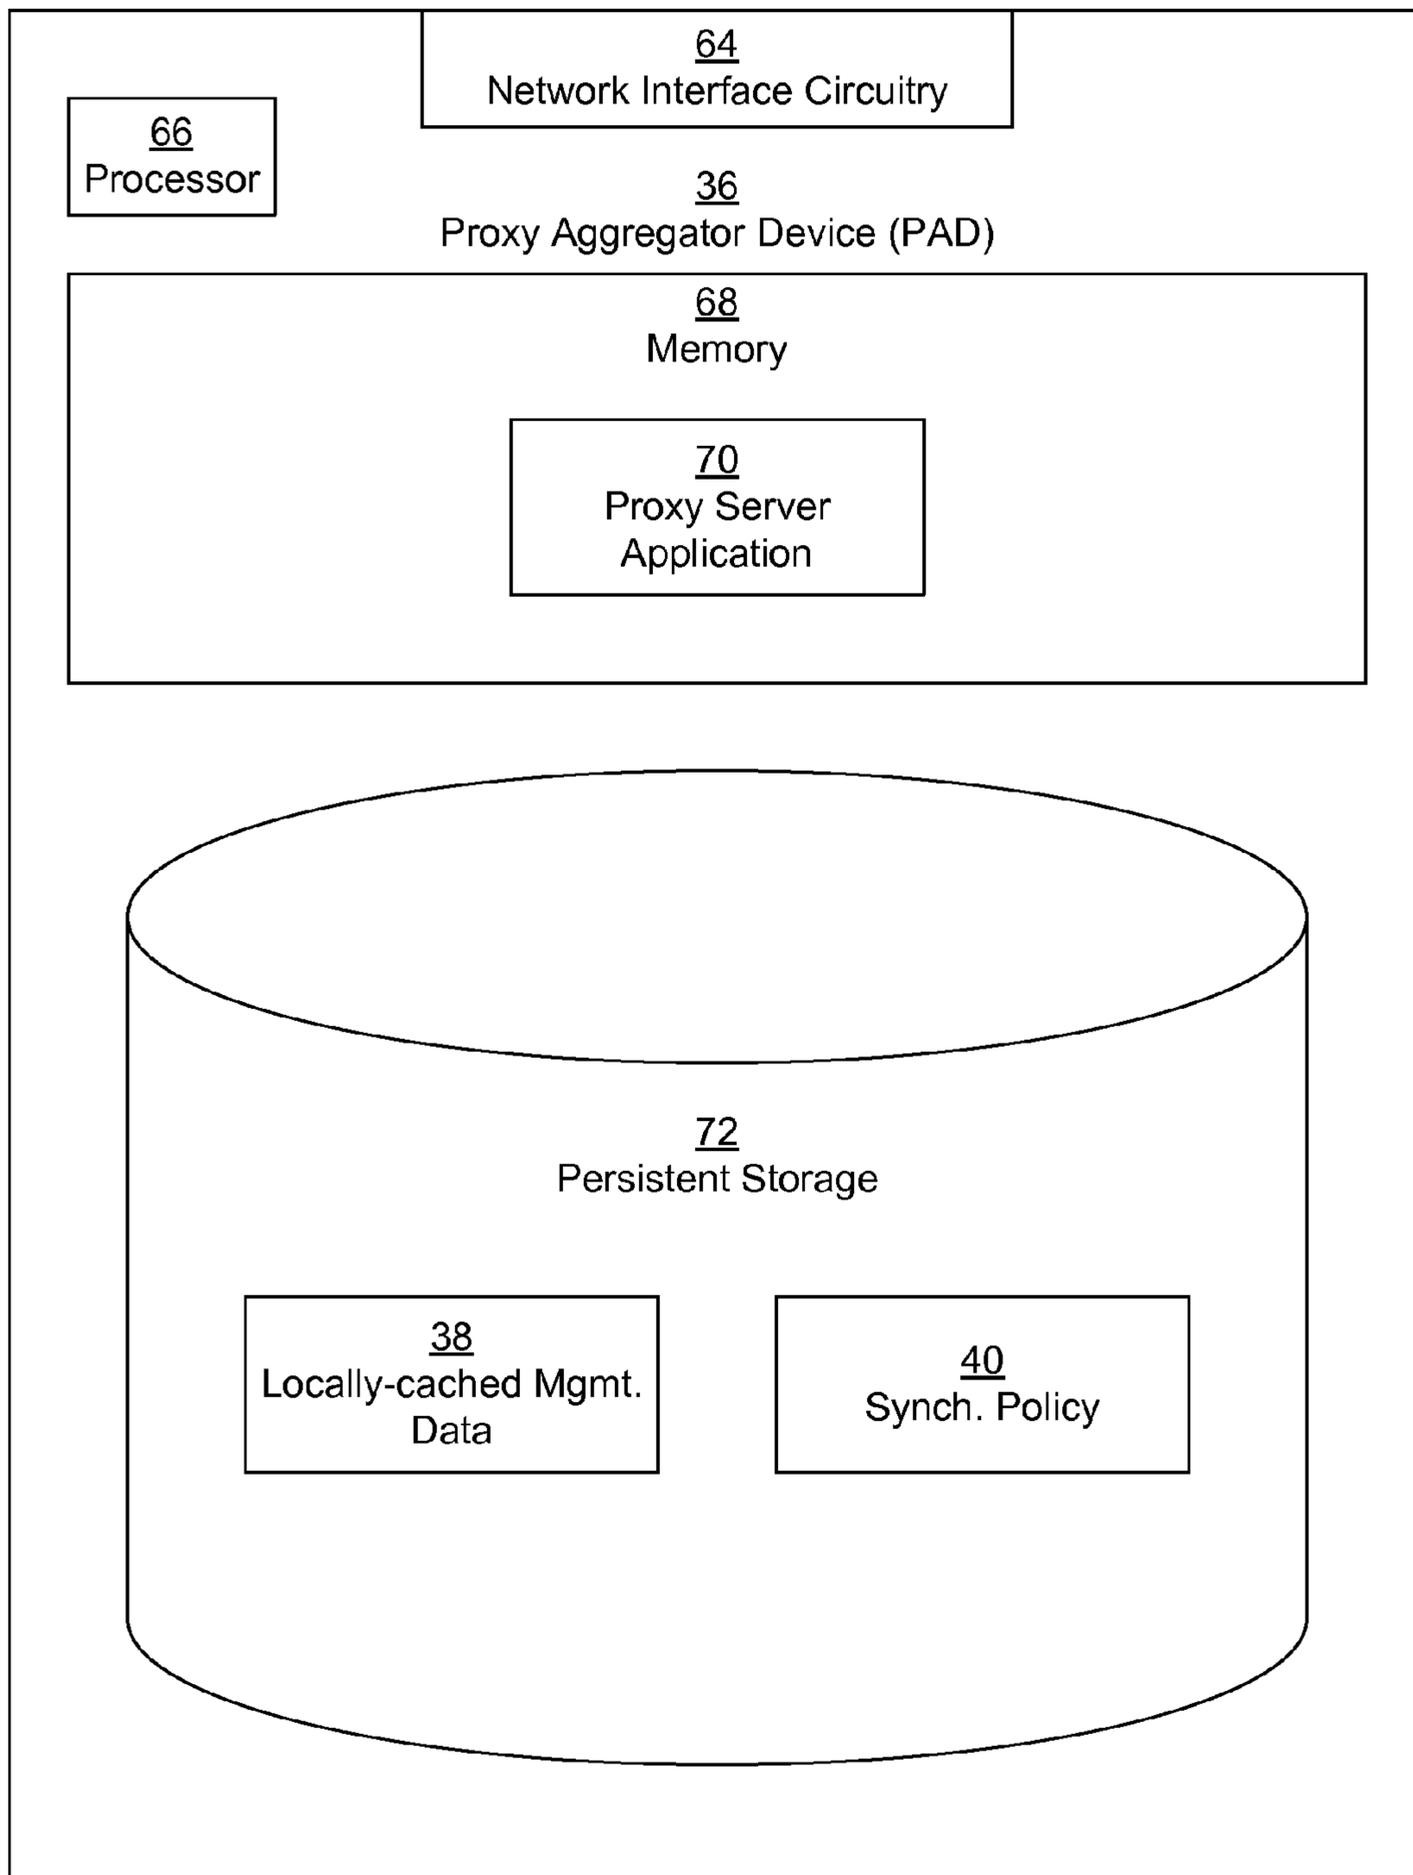 64
Network Interface Circuitry
66
Processor
36
Proxy Aggregator Device (PAD)
68
Memory
70
Proxy Server
Application
72
Persistent Storage
38
Locally-cached Mgmt.
Data
40
Synch. Policy